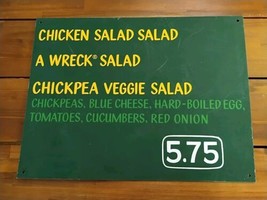 CHICKEN SALAD SALAD
A WRECK® SALAD
CHICKPEA VEGGIE SALAD
CHICKPEAS, BLUE CHEESE, HARD-BOILED EGG,
TOMATOES, CUCUMBERS, RED ONION
5.75